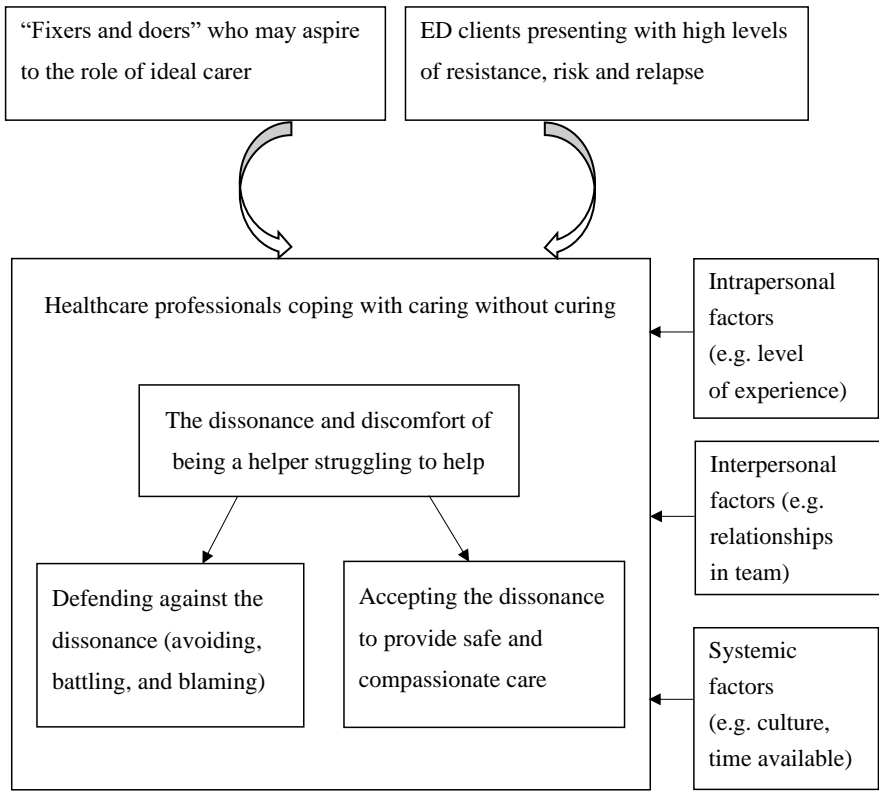 “Fixers and doers” who may aspire
to the role of ideal carer
ED clients presenting with high levels
of resistance, risk and relapse
Healthcare professionals coping with caring without curing
The dissonance and discomfort of
being a helper struggling to help
Defending against the
dissonance (avoiding,
battling, and blaming)
Accepting the dissonance
to provide safe and
compassionate care
Intrapersonal
factors
(e.g. level
of experience)
Interpersonal
factors (e.g.
relationships
in team)
Systemic
factors
(e.g. culture,
time available)